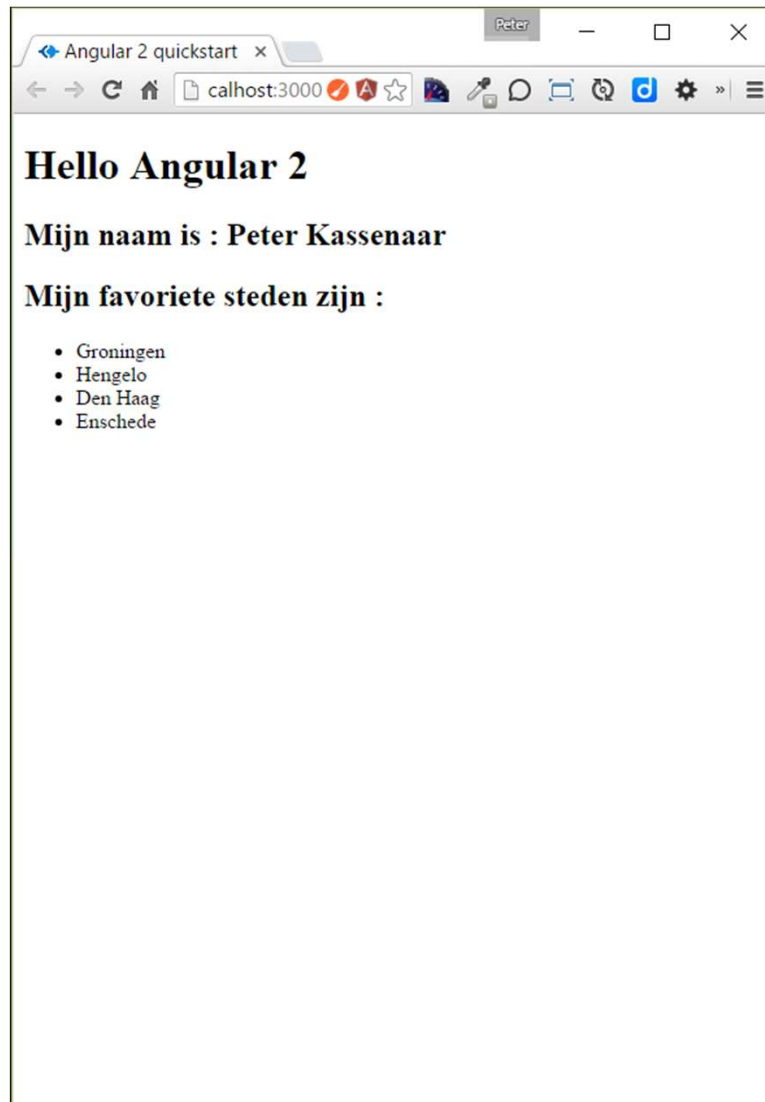 Peter
Angular 2 quickstart
calhost:3000
Hello Angular 2
Mijn naam is : Peter Kassenaar
Mijn favoriete steden zijn :
• Groningen
• Hengelo
• Den Haag
• Enschede